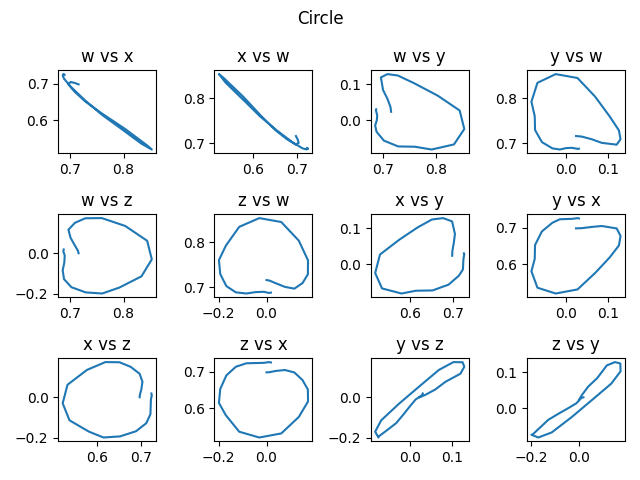 Circle
w vs x
x vs w
w vs y
y vs w
0.7
0.6
0.7 0.8
0.8
0.7
0.6 0.7
0.1
0.0
0.7 0.8
0.8
0.7
0.0 0.1
w vs z
z vs w
x vs y
y vs x
0.0
−0.2
0.7 0.8
0.8
0.7
−0.2 0.0
0.1
0.0
0.6 0.7
0.7
0.6
0.0 0.1
x vs z
z vs x
y vs z
z vs y
0.0
−0.2
0.6 0.7
0.7
0.6
−0.2 0.0
0.0
−0.2
0.0 0.1
0.1
0.0
−0.2 0.0